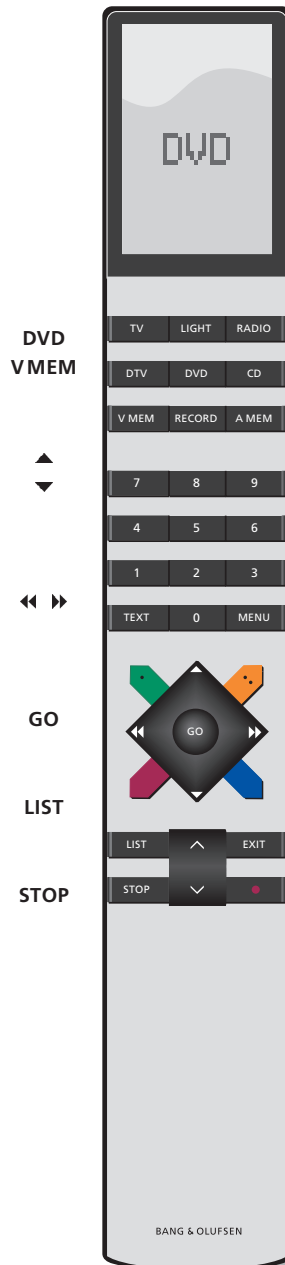 DVD
TV LIGHT RADIO
DVD
DTV DVD CD
V MEM
V MEM RECORD A MEM
7 8 9
4 5 6
1 2 3
TEXT 0 MENU
GO
GO
LIST
LIST EXIT
STOP
STOP
BANG & OLUFSEN